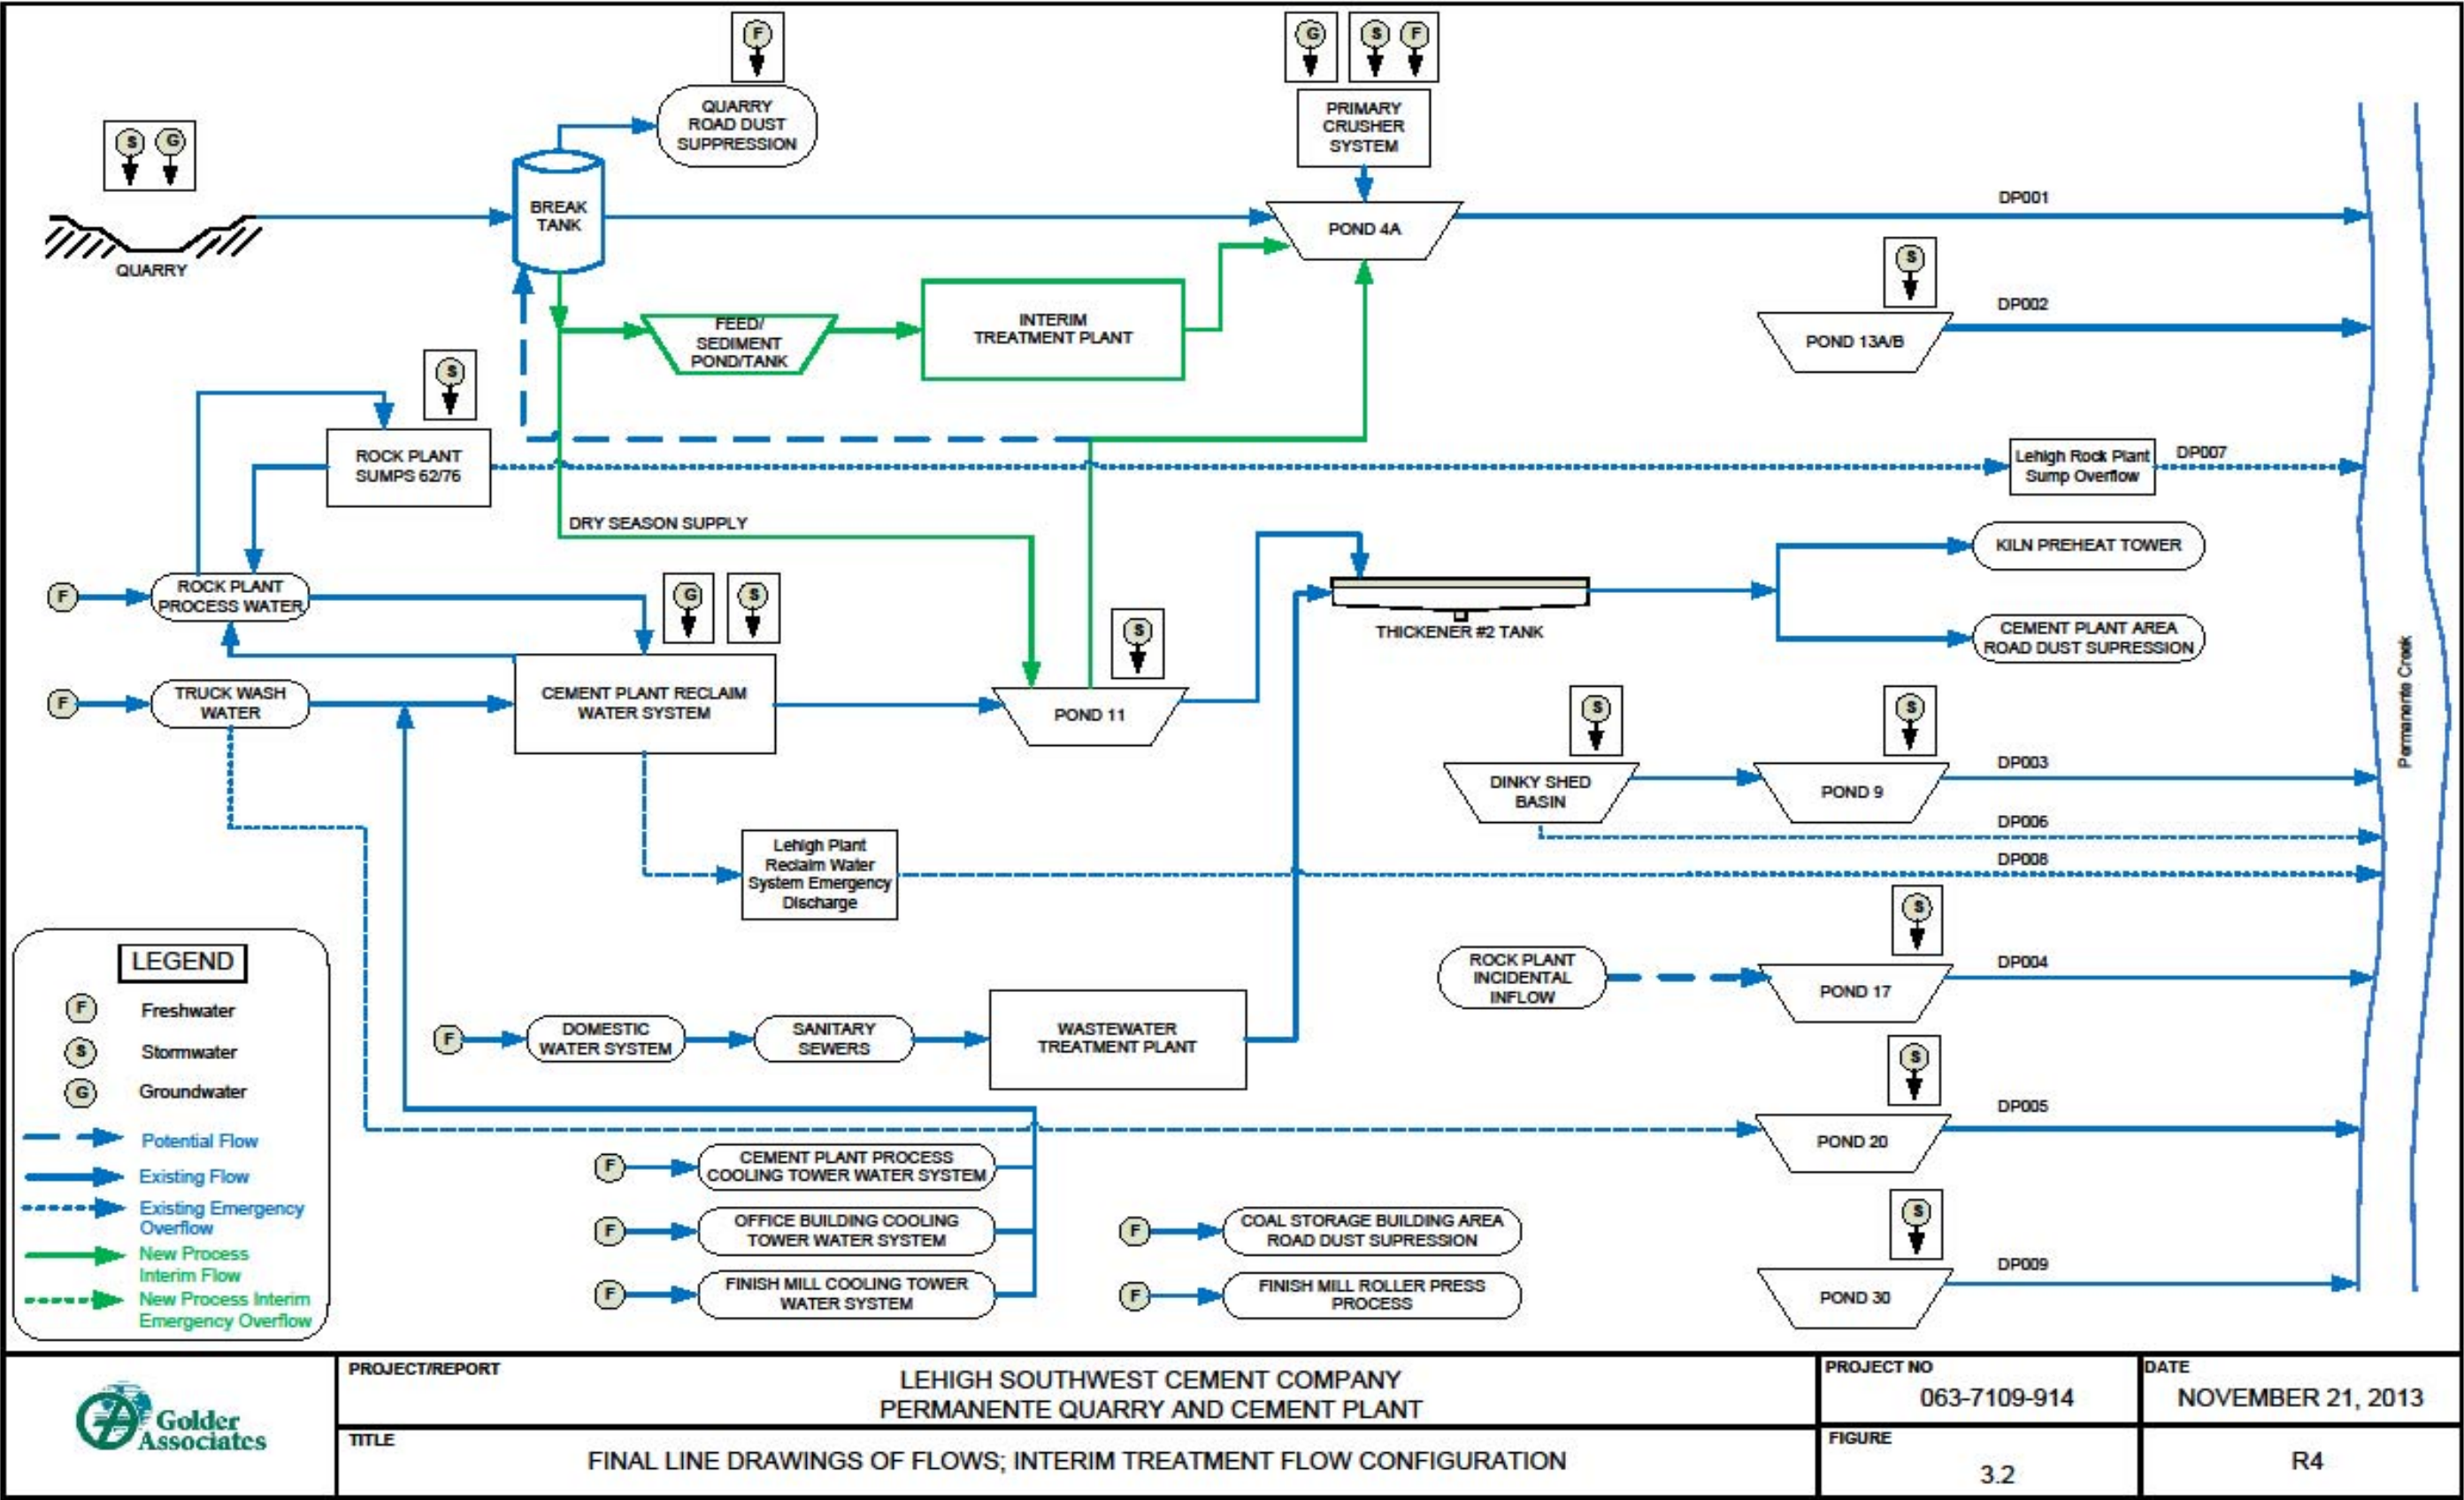 F
G
S
F
QUARRY
ROAD DUST
SUPPRESSION
PRIMARY
CRUSHER
SYSTEM
S
G
BREAK
TANK
POND 4A
DP001
QUARRY
S
DP002
POND 13A/B
FEED/
SEDIMENT
POND/TANK
INTERIM
TREATMENT PLANT
S
ROCK PLANT
SUMPS 62/76
Lehigh Rock Plant
Sump Overflow
DP007
DRY SEASON SUPPLY
KILN PREHEAT TOWER
F
ROCK PLANT
PROCESS WATER
G
S
S
THICKENER #2 TANK
CEMENT PLANT AREA
ROAD DUST SUPRESSION
Permanente Creek
F
TRUCK WASH
WATER
CEMENT PLANT RECLAIM
WATER SYSTEM
POND 11
S
S
DINKY SHED
BASIN
POND 9
DP003
DP006
DP008
Lehigh Plant
Reclaim Water
System Emergency
Discharge
S
ROCK PLANT
INCIDENTAL
INFLOW
POND 17
DP004
F
DOMESTIC
WATER SYSTEM
SANITARY
SEWERS
WASTEWATER
TREATMENT PLANT
S
DP005
POND 20
F
CEMENT PLANT PROCESS
COOLING TOWER WATER SYSTEM
F
OFFICE BUILDING COOLING
TOWER WATER SYSTEM
F
COAL STORAGE BUILDING AREA
ROAD DUST SUPRESSION
S
F
FINISH MILL COOLING TOWER
WATER SYSTEM
F
FINISH MILL ROLLER PRESS
PROCESS
DP009
POND 30
LEGEND
F Freshwater
S Stormwater
G Groundwater
Potential Flow
Existing Flow
Existing Emergency
Overflow
New Process
Interim Flow
New Process Interim
Emergency Overflow
Golder
Associates
PROJECT/REPORT
LEHIGH SOUTHWEST CEMENT COMPANY
PERMANENTE QUARRY AND CEMENT PLANT
PROJECT NO
063-7109-914
DATE
NOVEMBER 21, 2013
TITLE
FINAL LINE DRAWINGS OF FLOWS; INTERIM TREATMENT FLOW CONFIGURATION
FIGURE
3.2
R4